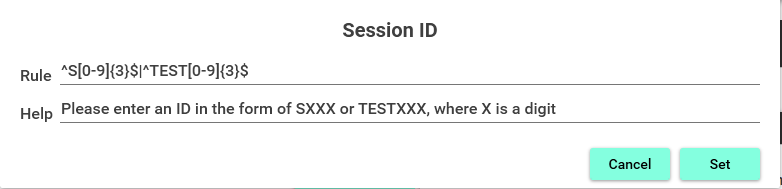 Session ID
Rule ^S[0-9]{3}$|^TEST[0-9]{3}$
Help Please enter an ID in the form of SXXX or TESTXXX, where X is a digit
Cancel Set